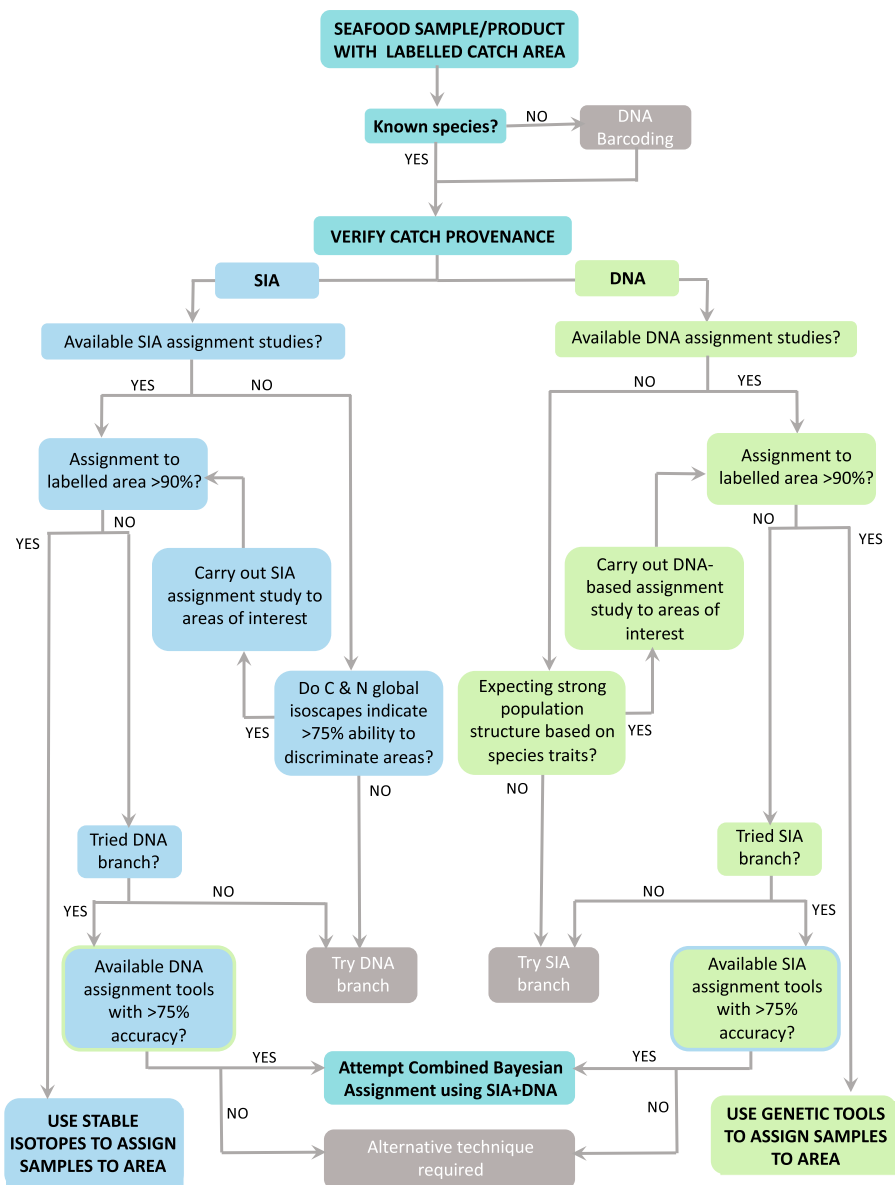 SEAFOOD SAMPLE/PRODUCT
WITH LABELLED CATCH AREA
Known species?
NO
DNA
Barcoding
YES
VERIFY CATCH PROVENANCE
SIA
DNA
Available SIA assignment studies?
Available DNA assignment studies?
YES
NO
NO
YES
Assignment to
labelled area >90%?
Assignment to
labelled area >90%?
YES
NO
NO
YES
Carry out SIA
assignment study to
areas of interest
Carry out DNA-
based assignment
study to areas of
interest
Do C & N global
isoscapes indicate
>75% ability to
discriminate areas?
Expecting strong
population
structure based on
species traits?
YES
YES
NO
NO
Tried DNA
branch?
Tried SIA
branch?
YES
NO
NO
YES
Available DNA
assignment tools
with >75%
accuracy?
Try DNA
branch
Try SIA
branch
Available SIA
assignment tools
with >75%
accuracy?
YES
Attempt Combined Bayesian
Assignment using SIA+DNA
YES
NO
NO
USE STABLE
ISOTOPES TO ASSIGN
SAMPLES TO AREA
Alternative technique
required
USE GENETIC TOOLS
TO ASSIGN SAMPLES
TO AREA